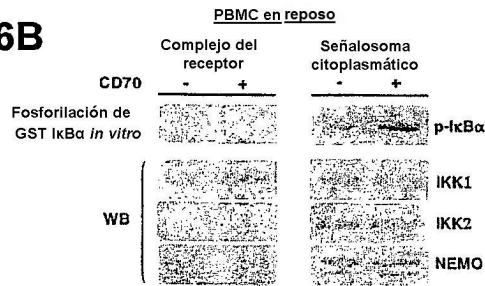 6B
PBMC en reposo
Complejo del receptor
Señalosoma citoplasmático
CD70 - + - +
Fosforilación de GST IκBα in vitro
p-IκBα
WB
IKK1
IKK2
NEMO